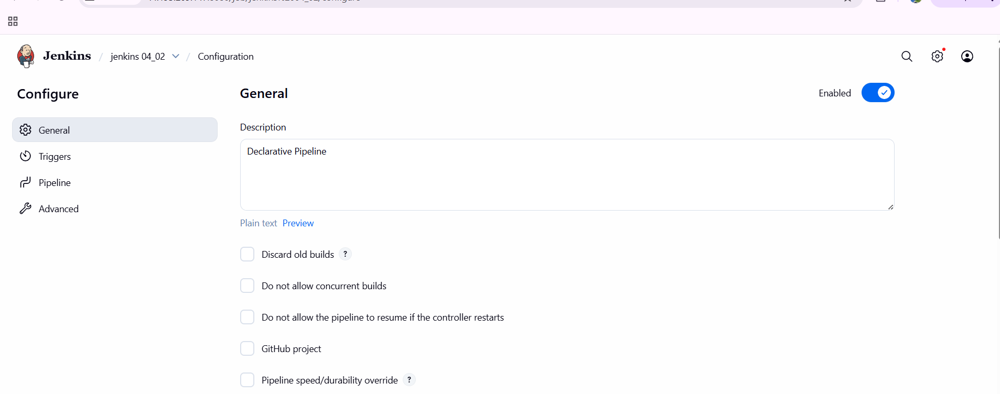 Jenkins / jenkins 04_02 / Configuration
Configure
General
Triggers
Pipeline
Advanced
General
Enabled
Description
Declarative Pipeline
Plain text Preview
Discard old builds ?
Do not allow concurrent builds
Do not allow the pipeline to resume if the controller restarts
GitHub project
Pipeline speed/durability override ?